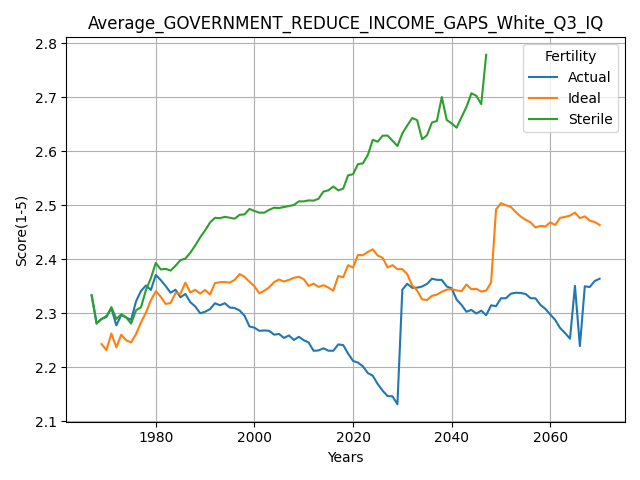 Average_GOVERNMENT_REDUCE_INCOME_GAPS_White_Q3_IQ
2.8
2.7
2.6
2.5
2.4
2.3
2.2
2.1
Score(1-5)
Fertility
Actual
Ideal
Sterile
1980
2000
2020
2040
2060
Years